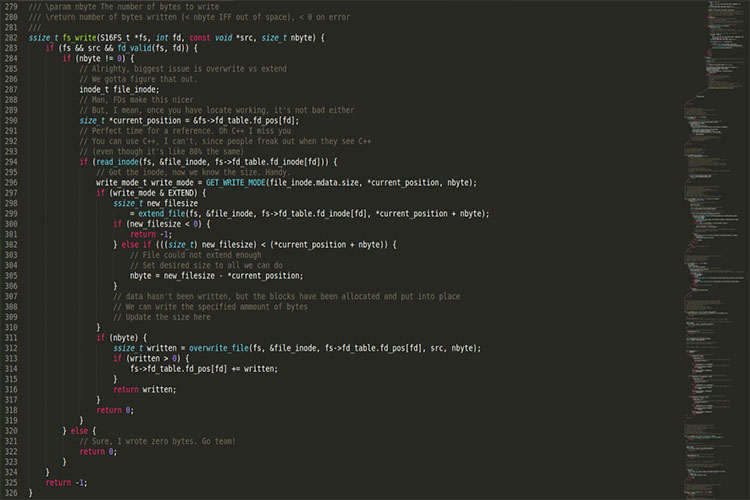 279 /// \param nbyte The number of bytes to write
280 /// \return number of bytes written (< nbyte IFF out of space), < 0 on error
281 ///
282 ssize_t fs_write(S16FS_t *fs, int fd, const void *src, size_t nbyte) {
283     if (fs && src && fd_valid(fs, fd)) {
284         if (nbyte != 0) {
285             // Alrighty, biggest issue is overwrite vs extend
286             // We gotta figure that out.
287             inode_t file_inode;
288             // Man, FDs make this nicer
289             // But, I mean, once you have locate working, it's not bad either
290             size_t *current_position = &fs->fd_table.fd_pos[fd];
291             // Perfect time for a reference. Oh C++ I miss you
292             // You can use C++, I can't, since people freak out when they see C++
293             // (even though it's like 80% the same)
294             if (read_inode(fs, &file_inode, fs->fd_table.fd_inode[fd])) {
295                 // Got the inode, now we know the size. Handy.
296                 write_mode_t write_mode = GET_WRITE_MODE(file_inode.mdata.size, *current_position, nbyte);
297                 if (write_mode & EXTEND) {
298                     ssize_t new_filesize
299                         = extend_file(fs, &file_inode, fs->fd_table.fd_inode[fd], *current_position + nbyte);
300                     if (new_filesize < 0) {
301                         return -1;
302                     } else if (((size_t) new_filesize) < (*current_position + nbyte)) {
303                         // File could not extend enough
304                         // Set desired size to all we can do
305                         nbyte = new_filesize - *current_position;
306                     }
307                     // data hasn't been written, but the blocks have been allocated and put into place
308                     // We can write the specified ammount of bytes
309                     // Update the size here
310                 }
311                 if (nbyte) {
312                     ssize_t written = overwrite_file(fs, &file_inode, fs->fd_table.fd_pos[fd], src, nbyte);
313                     if (written > 0) {
314                         fs->fd_table.fd_pos[fd] += written;
315                     }
316                     return written;
317                 }
318                 return 0;
319             }
320         } else {
321             // Sure, I wrote zero bytes. Go team!
322             return 0;
323         }
324     }
325     return -1;
326 }